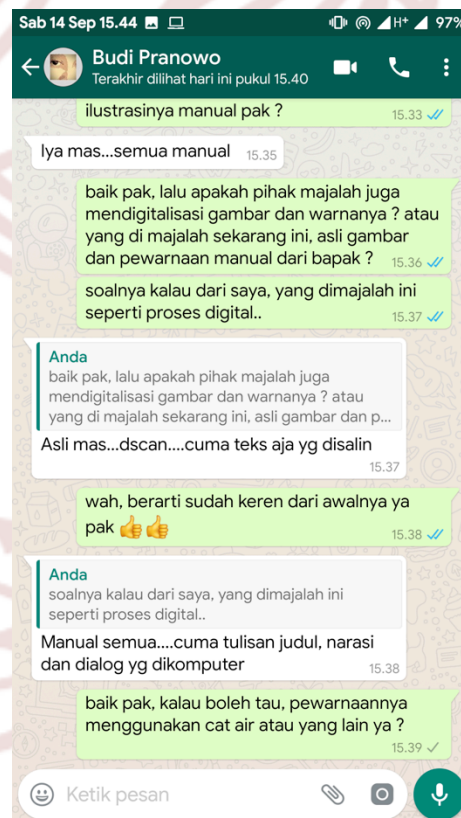 Sab 14 Sep 15.44 H+ 97%
Budi Pranowo
Terakhir dilihat hari ini pukul 15.40
ilustrasinya manual pak ?
15.33
Iya mas...semua manual 15.35
baik pak, lalu apakah pihak majalah juga
mendigitalisasi gambar dan warnanya ? atau
yang di majalah sekarang ini, asli gambar
dan pewarnaan manual dari bapak ? 15.36
soalnya kalau dari saya, yang dimajalah ini
seperti proses digital.. 15.37
Anda
baik pak, lalu apakah pihak majalah juga
mendigitalisasi gambar dan warnanya ? atau
yang di majalah sekarang ini, asli gambar dan p...
Asli mas...dscan....cuma teks aja yg disalin
15.37
wah, berarti sudah keren dari awalnya ya
pak 👍👍 15.38
Anda
soalnya kalau dari saya, yang dimajalah ini
seperti proses digital..
Manual semua....cuma tulisan judul, narasi
dan dialog yg dikomputer 15.38
baik pak, kalau boleh tau, pewarnaannya
menggunakan cat air atau yang lain ya ?
15.39
Ketik pesan